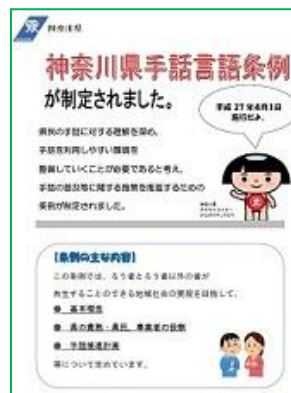 神奈川県
神奈川県手話言語条例
が制定されました。
平成27年4月1日
施行だよ。
県民の手話に対する理解を深め、
手話を利用しやすい環境を
整備していくことが必要であると考え、
手話の普及等に関する施策を推進するための
条例が制定されました。
【条例の主な内容】
この条例では、ろう者とろう者以外の者が
共生することのできる地域社会の実現を目指して、
● 基本理念
● 県の責務・県民、事業者の役割
● 手話推進計画
等について定めています。